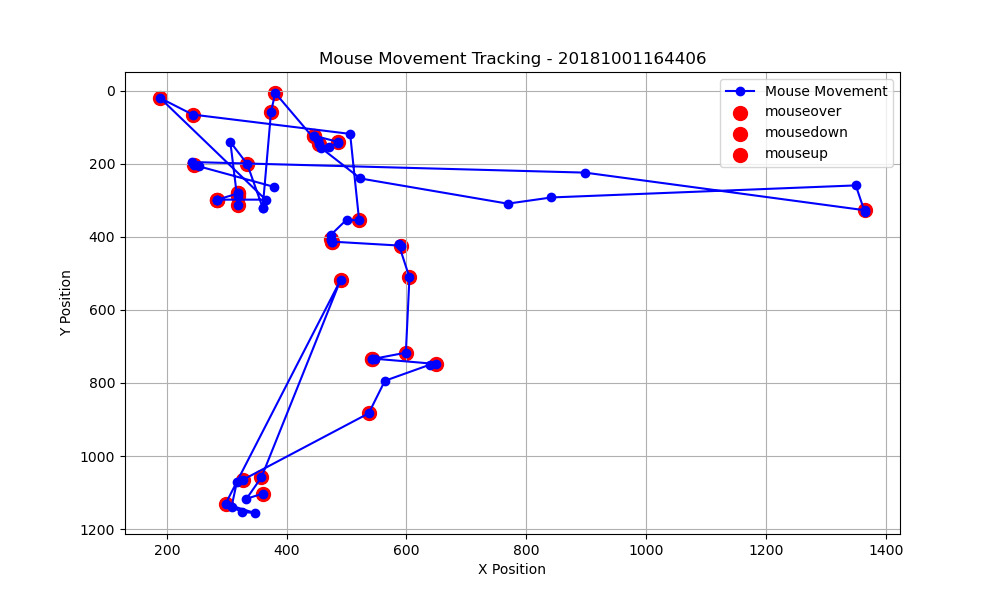 Mouse Movement Tracking - 20181001164406
Mouse Movement
mouseover
mousedown
mouseup
Y Position
0
200
400
600
800
1000
1200
200
400
600
800
1000
1200
1400
X Position